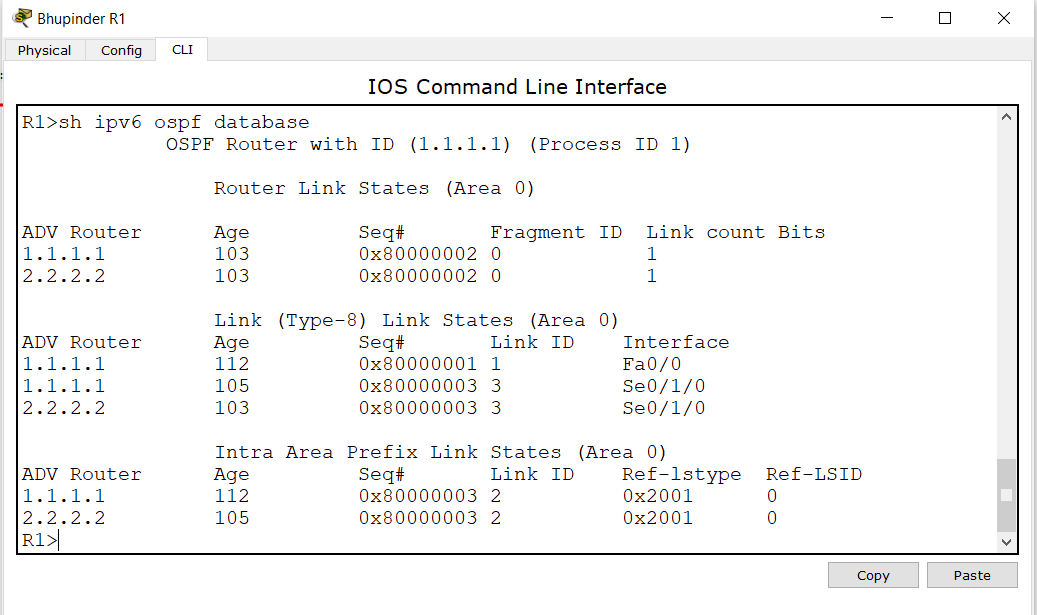 Bhupinder R1
Physical Config CLI
IOS Command Line Interface
R1>sh ipv6 ospf database
OSPF Router with ID (1.1.1.1) (Process ID 1)
Router Link States (Area 0)
ADV Router Age Seq# Fragment ID Link count Bits
1.1.1.1 103 0x80000002 0 1
2.2.2.2 103 0x80000002 0 1
Link (Type-8) Link States (Area 0)
ADV Router Age Seq# Link ID Interface
1.1.1.1 112 0x80000001 1 Fa0/0
1.1.1.1 105 0x80000003 3 Se0/1/0
2.2.2.2 103 0x80000003 3 Se0/1/0
Intra Area Prefix Link States (Area 0)
ADV Router Age Seq# Link ID Ref-lstype Ref-LSID
1.1.1.1 112 0x80000003 2 0x2001 0
2.2.2.2 105 0x80000003 2 0x2001 0
R1>
Copy Paste